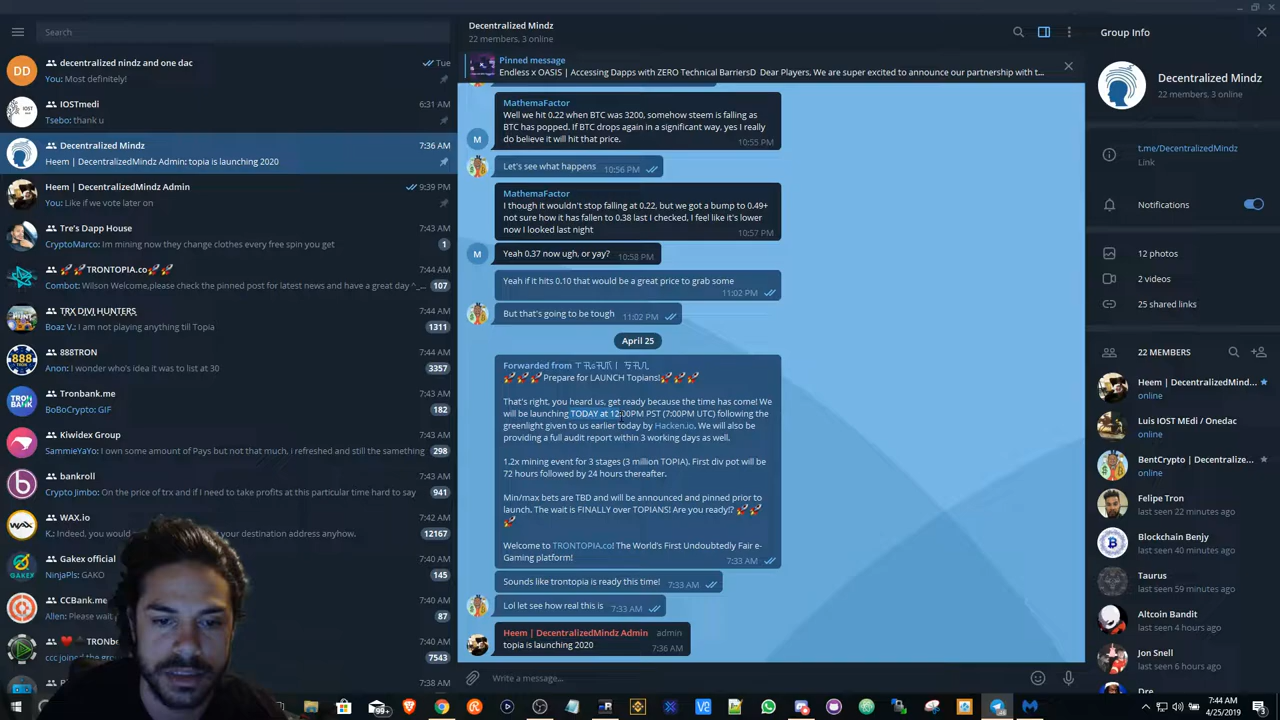 Search
DD
decentralized nindz and one dac
Tue
You: Most definitely!
IOSTmedi
6:31 AM
Tsebo: thank u
Decentralized Mindz
7:36 AM
Heem | DecentralizedMindz Admin: topia is launching 2020
Heem | DecentralizedMindz Admin
9:39 PM
You: Like if we vote later on
Tre's Dapp House
7:43 AM
CryptoMarco: Im mining now they change clothes every free spin you get
1
🚀🚀TRONTOPIA.co🚀🚀
7:44 AM
Combot: Wilson Welcome,please check the pinned post for latest news and have a great day ^_...
107
TRX DIVI HUNTERS
7:44 AM
Boaz V.: I am not playing anything till Topia
1311
888TRON
7:44 AM
Anon: I wonder who's idea it was to list at 30
3357
Tronbank.me
7:44 AM
BoBoCrypto: GIF
182
Kiwidex Group
7:44 AM
SammieYaYo: I own some amount of Pays but not that much, i refreshed and still the something
298
bankroll
7:43 AM
Crypto Jimbo: On the price of trx and if I need to take profits at this particular time hard to say
941
WAX.io
7:42 AM
K.: Indeed, you would
your destination address anyhow.
12167
Gakex official
7:40 AM
NinjaPls: GAKO
145
CCBank.me
7:40 AM
Allen: Please wait
87
TRONb
7:40 AM
ccc joined the gr
7543
7:38 AM
Decentralized Mindz
22 members, 3 online
Pinned message
Endless x OASIS | Accessing Dapps with ZERO Technical BarriersD Dear Players, We are super excited to announce our partnership with t...
MathemaFactor
Well we hit 0.22 when BTC was 3200, somehow steem is falling as
BTC has popped. If BTC drops again in a significant way, yes I really
do believe it will hit that price.
10:55 PM
M
Let's see what happens
10:56 PM
MathemaFactor
I though it wouldn't stop falling at 0.22, but we got a bump to 0.49+
not sure how it has fallen to 0.38 last I checked, I feel like it's lower
now I looked last night
10:57 PM
M
Yeah 0.37 now ugh, or yay?
10:58 PM
Yeah if it hits 0.10 that would be a great price to grab some
11:02 PM
But that's going to be tough
11:02 PM
April 25
Forwarded from
🚀🚀🚀Prepare for LAUNCH Topians!🚀🚀🚀
That's right, you heard us, get ready because the time has come! We
will be launching TODAY at 12:00PM PST (7:00PM UTC) following the
greenlight given to us earlier today by Hacken.io. We will also be
providing a full audit report within 3 working days as well.
1.2x mining event for 3 stages (3 million TOPIA). First div pot will be
72 hours followed by 24 hours thereafter.
Min/max bets are TBD and will be announced and pinned prior to
launch. The wait is FINALLY over TOPIANS! Are you ready!? 🚀🚀
🚀
Welcome to TRONTOPIA.co! The World's First Undoubtedly Fair e-
Gaming platform!
7:33 AM
Sounds like trontopia is ready this time!
7:33 AM
Lol let see how real this is
7:33 AM
Heem | DecentralizedMindz Admin
admin
topia is launching 2020
7:36 AM
Write a message...
Group Info
Decentralized Mindz
22 members, 3 online
t.me/DecentralizedMindz
Link
Notifications
12 photos
2 videos
25 shared links
22 MEMBERS
Heem | DecentralizedMindz ...
online
Luqmaan IOST MEdi / Onedac
online
BentCrypto | Decentralize...
online
Felipe Tron
last seen 22 minutes ago
Blockchain Benjy
last seen 40 minutes ago
Taurus
last seen 59 minutes ago
Altcoin Bandit
last seen 4 hours ago
Jon Snell
last seen 6 hours ago
Dre
99+
7:44 AM
4/25/2019